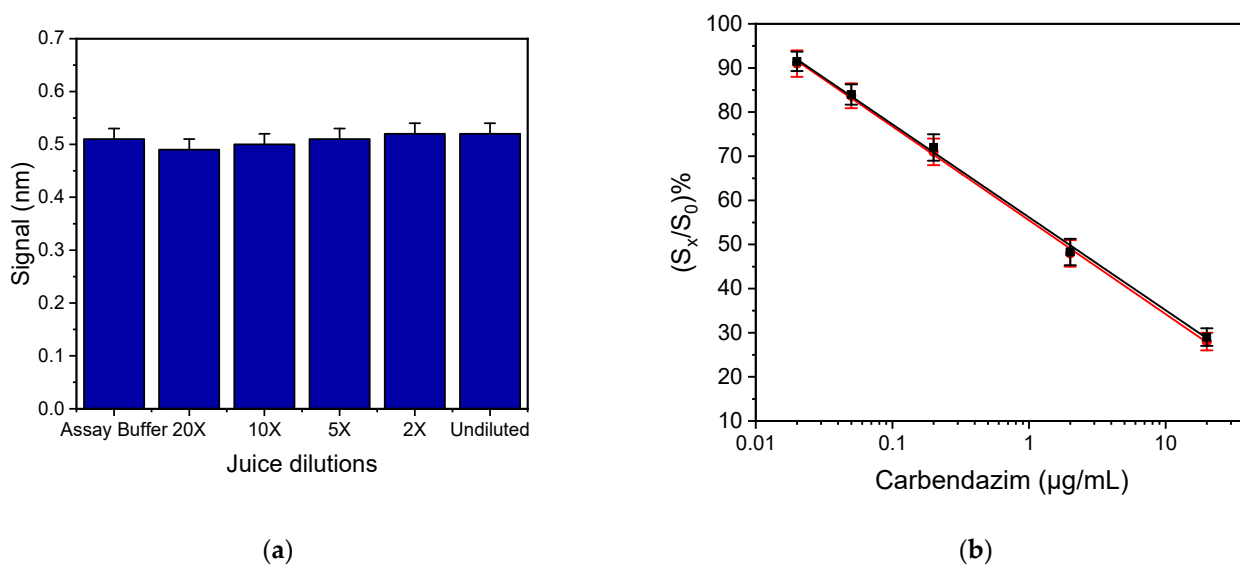 0.7
0.6
0.5
0.4
0.3
0.2
0.1
0.0
Signal (nm)
Assay Buffer 20X 10X 5X 2X Undiluted
Juice dilutions
(a)
100
90
80
70
60
50
40
30
20
10
(Sx/S0)%
0.01 0.1 1 10
Carbendazim (µg/mL)
(b)